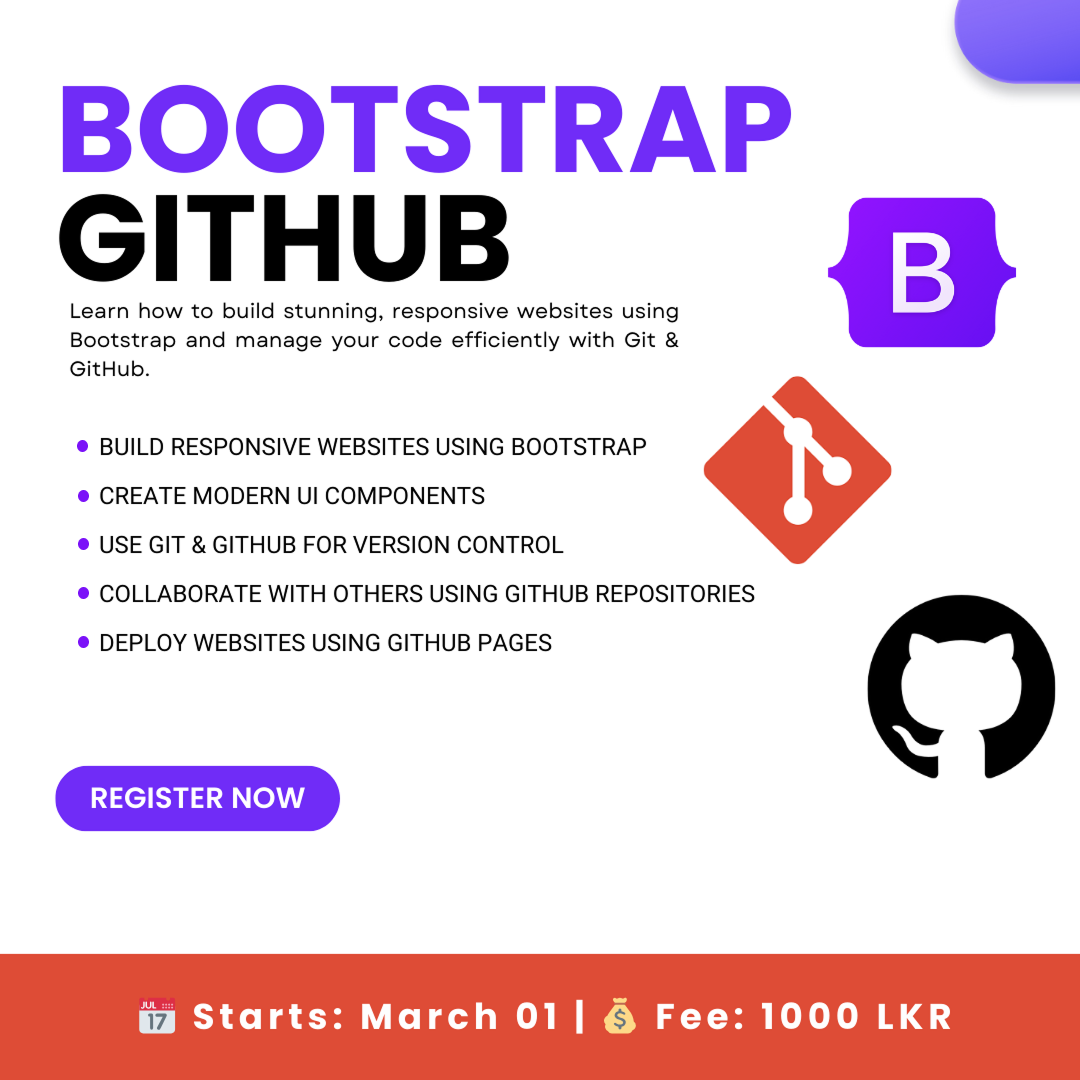 BOOTSTRAP
GITHUB
Learn how to build stunning, responsive websites using
Bootstrap and manage your code efficiently with Git &
GitHub.
BUILD RESPONSIVE WEBSITES USING BOOTSTRAP
CREATE MODERN UI COMPONENTS
USE GIT & GITHUB FOR VERSION CONTROL
COLLABORATE WITH OTHERS USING GITHUB REPOSITORIES
DEPLOY WEBSITES USING GITHUB PAGES
B
REGISTER NOW
📅 Starts: March 01 | 💰 Fee: 1000 LKR